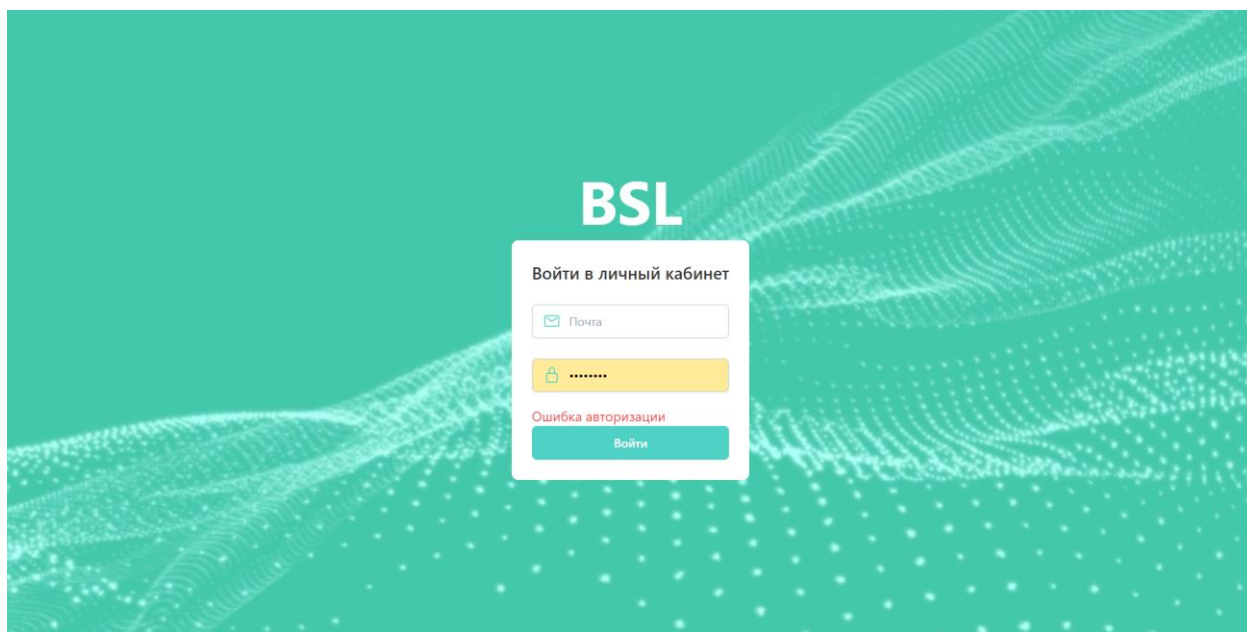 BSL
Войти в личный кабинет
Почта
••••••••
Ошибка авторизации
Войти